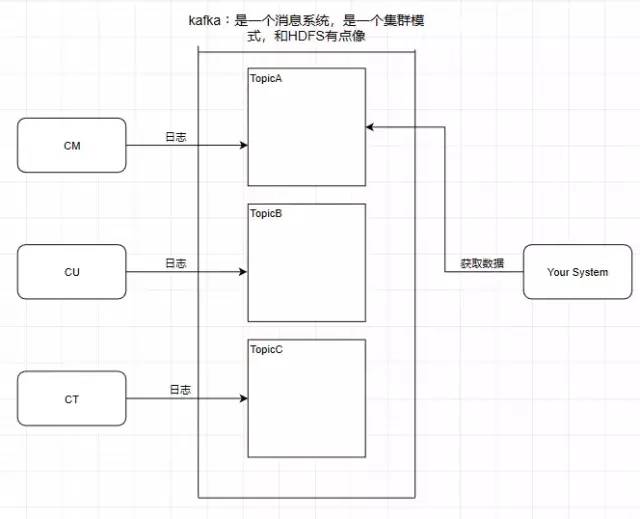 kafka：是一个消息系统，是一个集群模
式，和HDFS有点像
TopicA
CM
日志
TopicB
CU
日志
获取数据
Your System
TopicC
CT
日志